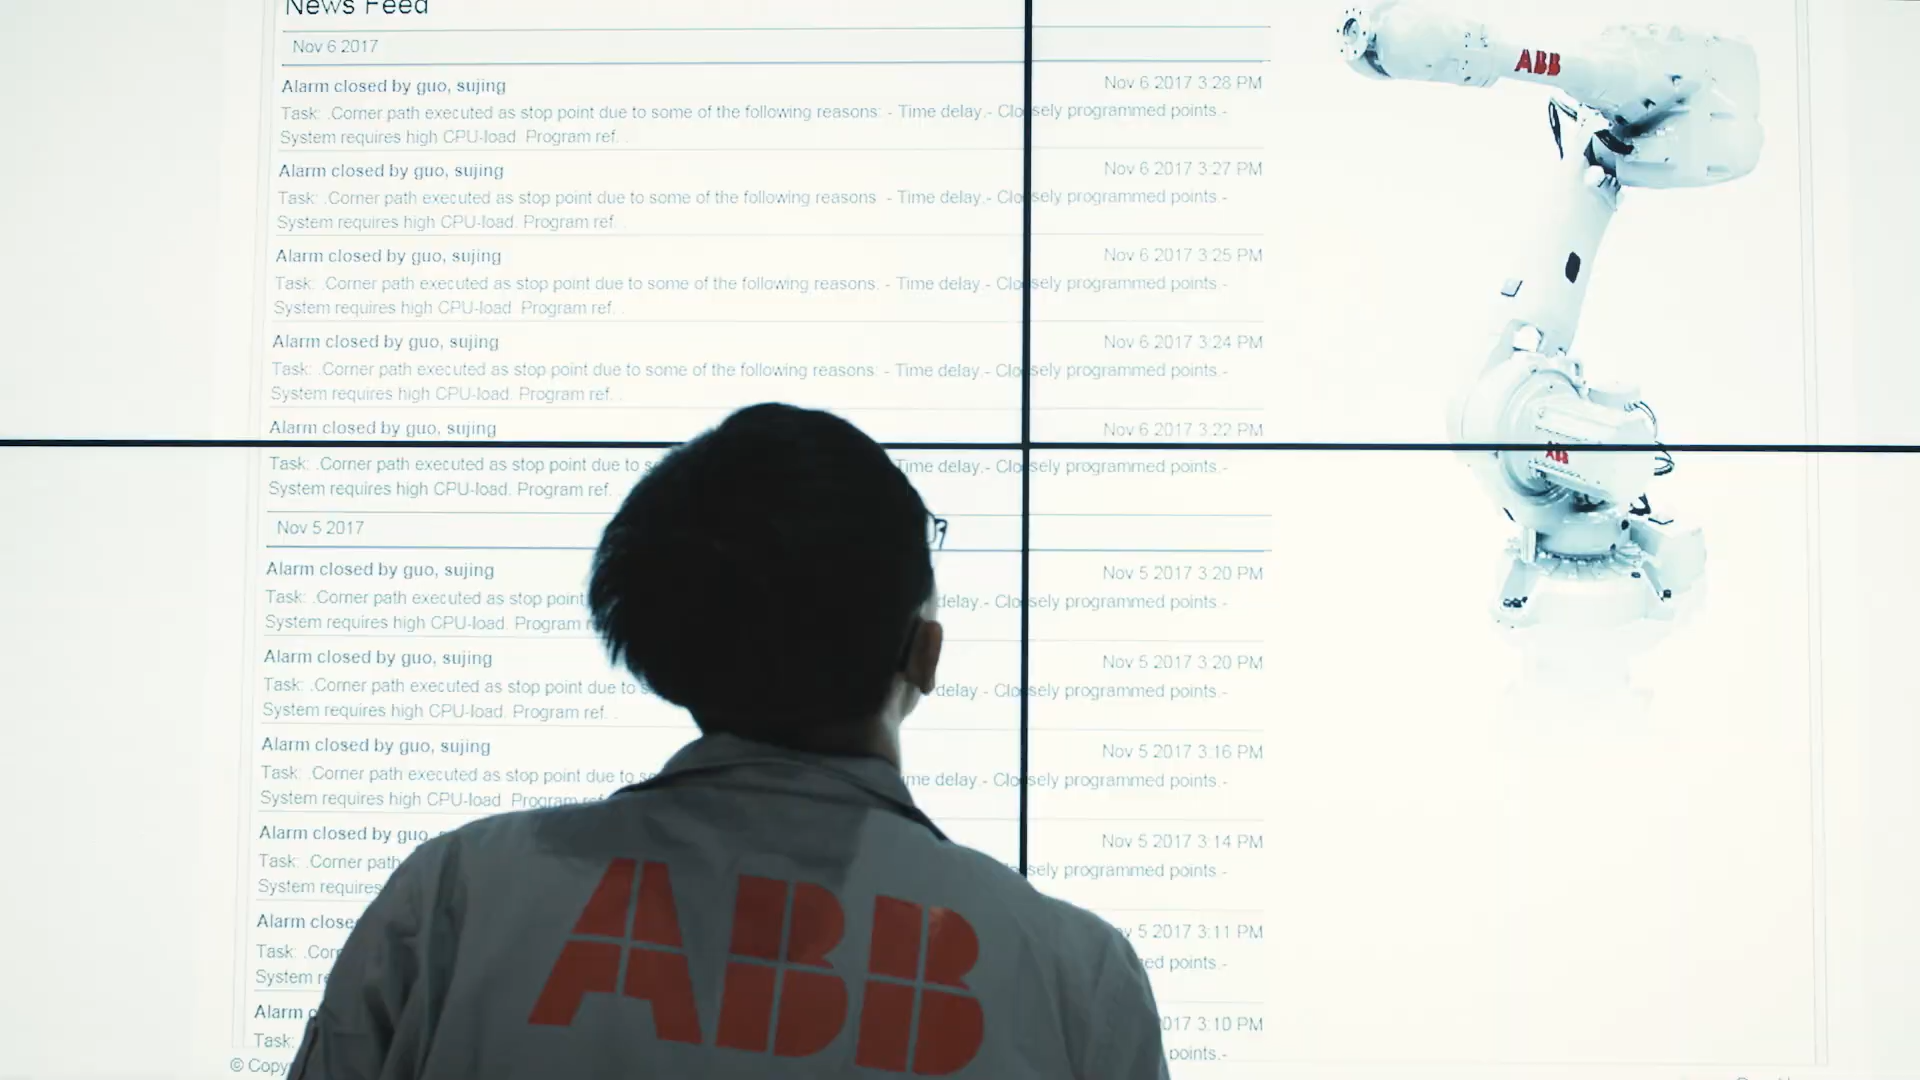 News Feed
Nov 6 2017
Alarm closed by guo, sujing Nov 6 2017 3:28 PM
Task: .Corner path executed as stop point due to some of the following reasons: - Time delay.- Closely programmed points.-
System requires high CPU-load. Program ref. .
Alarm closed by guo, sujing Nov 6 2017 3:27 PM
Task: .Corner path executed as stop point due to some of the following reasons - Time delay.- Closely programmed points.-
System requires high CPU-load. Program ref. .
Alarm closed by guo, sujing Nov 6 2017 3:25 PM
Task: .Corner path executed as stop point due to some of the following reasons. - Time delay.- Closely programmed points.-
System requires high CPU-load. Program ref. .
Alarm closed by guo, sujing Nov 6 2017 3:24 PM
Task: .Corner path executed as stop point due to some of the following reasons: - Time delay.- Closely programmed points.-
System requires high CPU-load. Program ref. .
Alarm closed by guo, sujing Nov 6 2017 3:22 PM
Task: .Corner path executed as stop point due to Time delay.- Closely programmed points.-
System requires high CPU-load. Program ref.
Nov 5 2017
Alarm closed by guo, sujing Nov 5 2017 3:20 PM
Task: .Corner path executed as stop point delay.- Closely programmed points.-
System requires high CPU-load. Program
Alarm closed by guo, sujing Nov 5 2017 3:20 PM
Task: .Corner path executed as stop point due to delay.- Closely programmed points.-
System requires high CPU-load. Program ref. .
Alarm closed by guo, sujing Nov 5 2017 3:16 PM
Task: .Corner path executed as stop point due to delay.- Closely programmed points.-
System requires high CPU-load. Program ref.
Alarm closed by guo, Nov 5 2017 3:14 PM
Task: .Corner path closely programmed points.-
System requires
Alarm 5 2017 3:11 PM
Task: points.-
System
Alarm 3:10 PM
Task: points.-
©
ABB
ABB
ABB